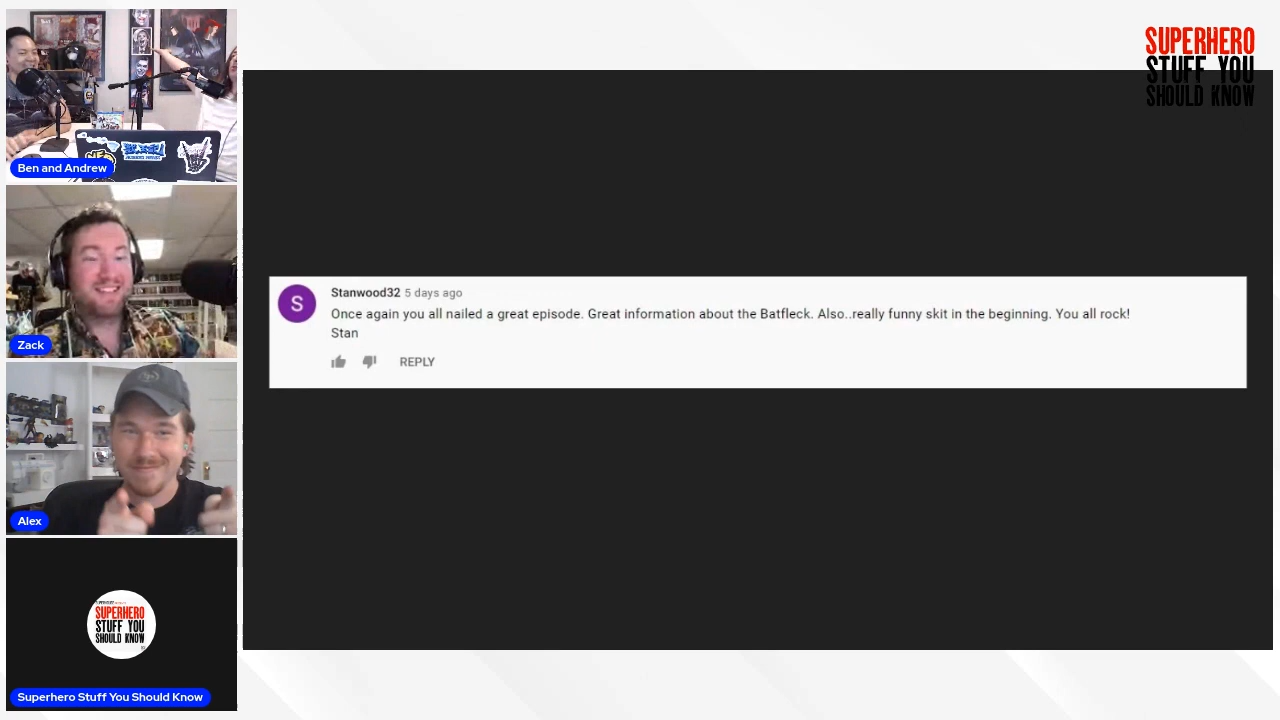 SUPERHERO
STUFF YOU
SHOULD KNOW
Ben and Andrew
Zack
Alex
SUPERHERO
STUFF YOU
SHOULD KNOW
Superhero Stuff You Should Know
S
Stanwood32 5 days ago
Once again you all nailed a great episode. Great information about the Batfleck. Also..really funny skit in the beginning. You all rock!
Stan
REPLY